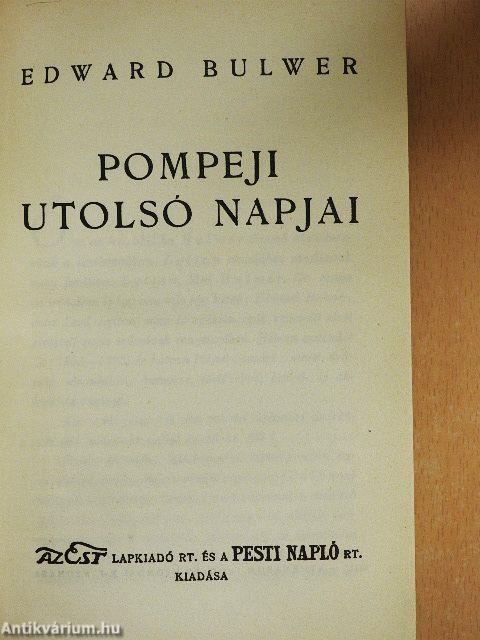 EDWARD BULWER
POMPEJI
UTOLSÓ NAPJAI
AZ EST LAPKIADÓ RT. ÉS A PESTI NAPLÓ RT.
KIADÁSA
Antikvárium.hu